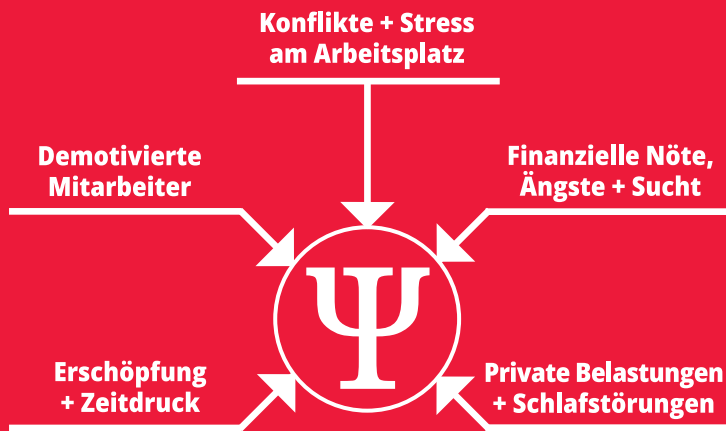 Konflikte + Stress
am Arbeitsplatz
Demotivierte
Mitarbeiter
Finanzielle Nöte,
Ängste + Sucht
Ψ
Erschöpfung
+ Zeitdruck
Private Belastungen
+ Schlafstörungen